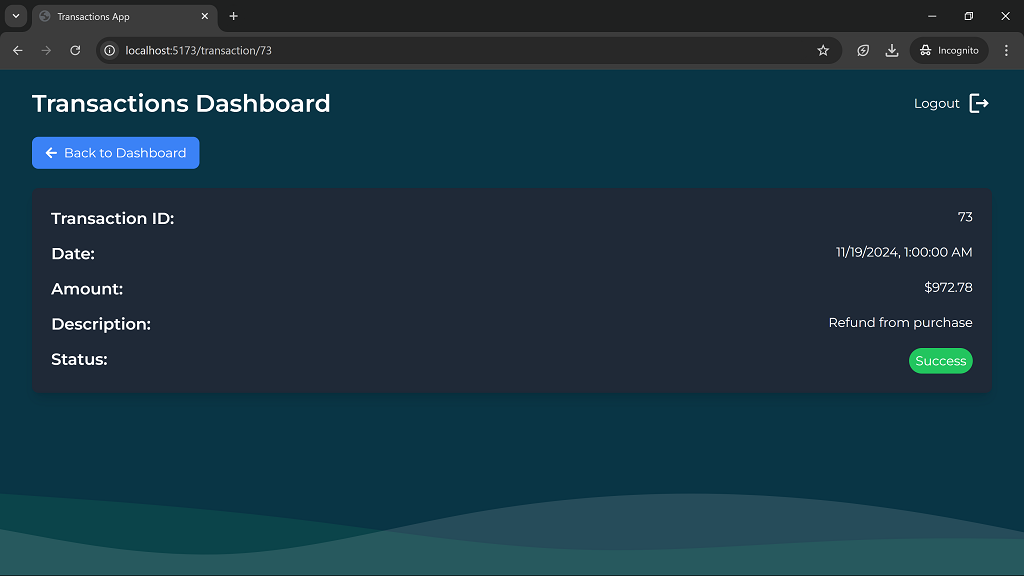 Transactions App
localhost:5173/transaction/73
Incognito
Transactions Dashboard
Logout
Back to Dashboard
Transaction ID: 73
Date: 11/19/2024, 1:00:00 AM
Amount: $972.78
Description: Refund from purchase
Status: Success